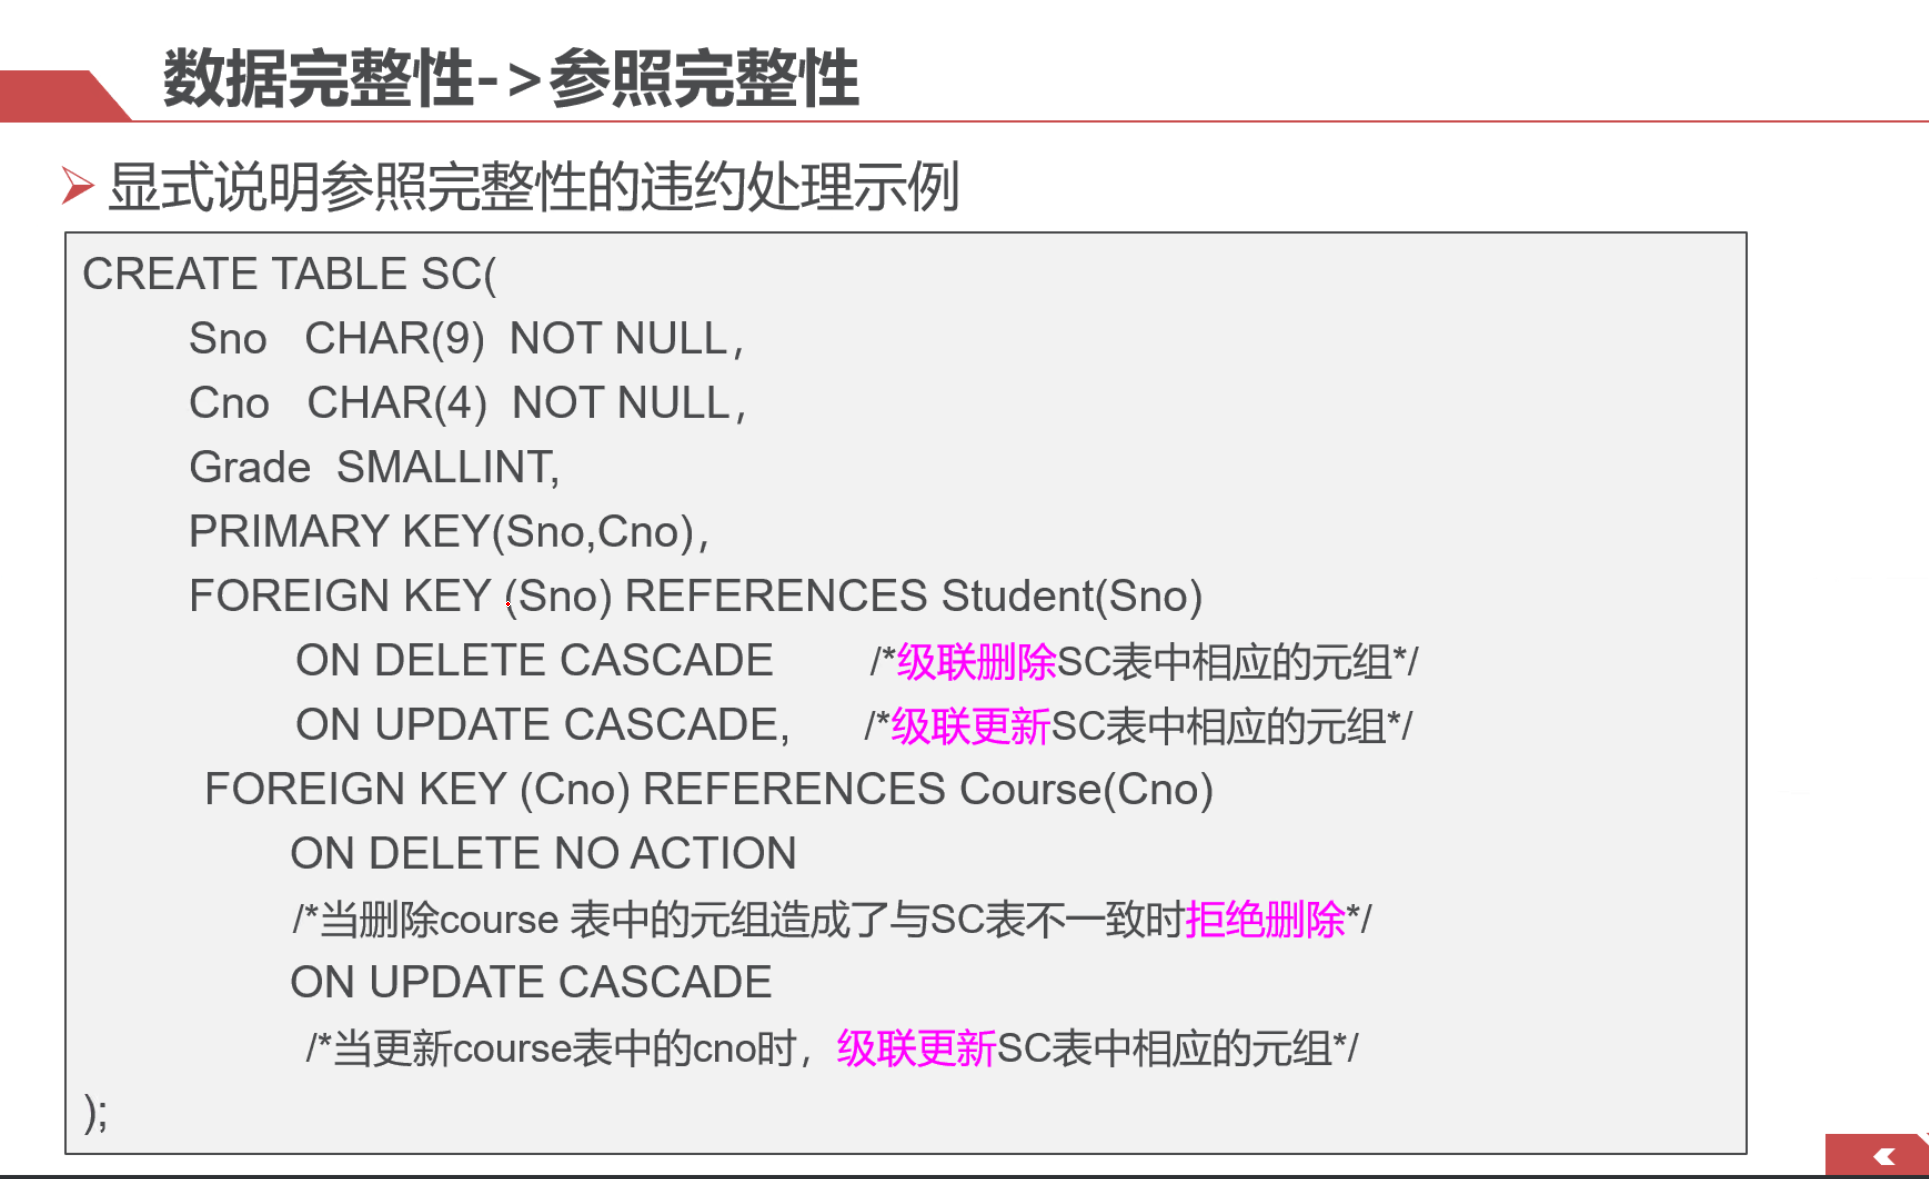 数据完整性->参照完整性
显式说明参照完整性的违约处理示例
CREATE TABLE SC(
Sno CHAR(9) NOT NULL,
Cno CHAR(4) NOT NULL,
Grade SMALLINT,
PRIMARY KEY(Sno,Cno),
FOREIGN KEY (Sno) REFERENCES Student(Sno)
ON DELETE CASCADE /*级联删除SC表中相应的元组*/
ON UPDATE CASCADE, /*级联更新SC表中相应的元组*/
FOREIGN KEY (Cno) REFERENCES Course(Cno)
ON DELETE NO ACTION
/*当删除course 表中的元组造成了与SC表不一致时拒绝删除*/
ON UPDATE CASCADE
/*当更新course表中的cno时，级联更新SC表中相应的元组*/
);